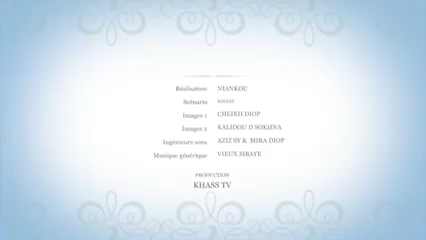 Réalisation NIANKOU
Scénario KHASS
Images 1 CHEIKH DIOP
Images 2 KALIDOU D SOKHNA
Ingénieurs sons AZIZ SY & MIRA DIOP
Musique générique VIEUX MBAYE
PRODUCTION
KHASS TV